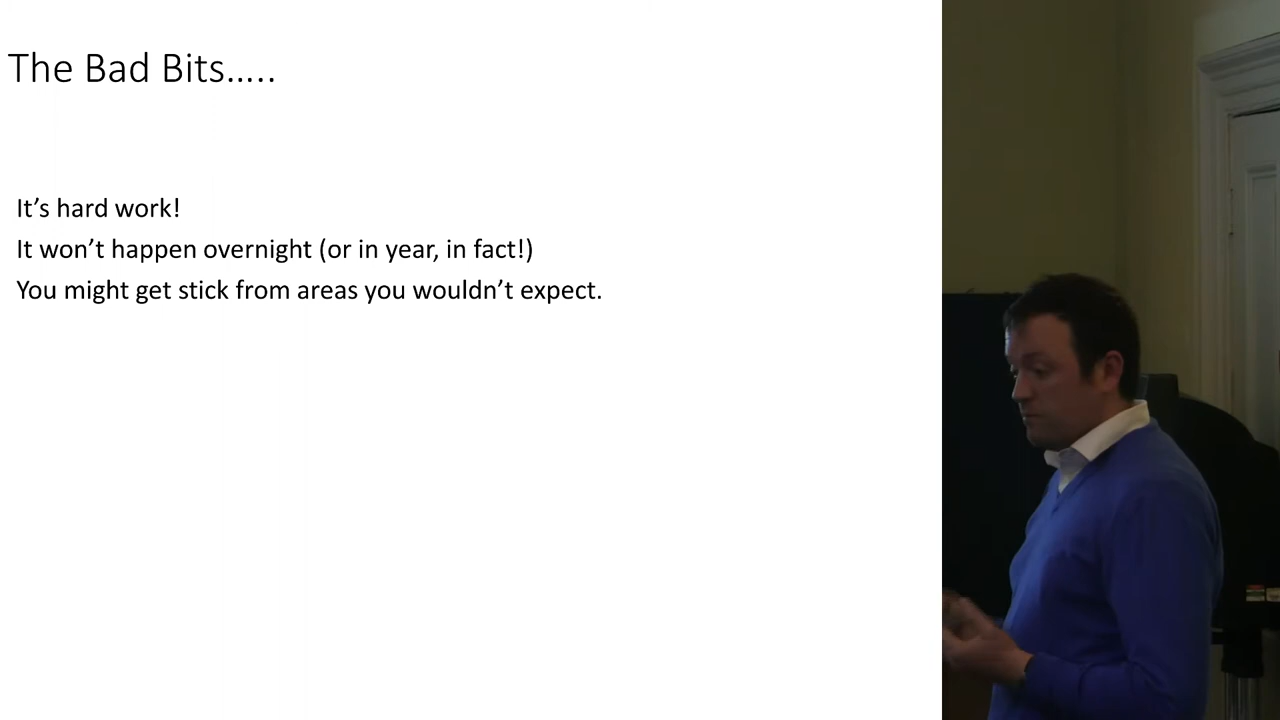 The Bad Bits…..
It’s hard work!
It won’t happen overnight (or in year, in fact!)
You might get stick from areas you wouldn’t expect.